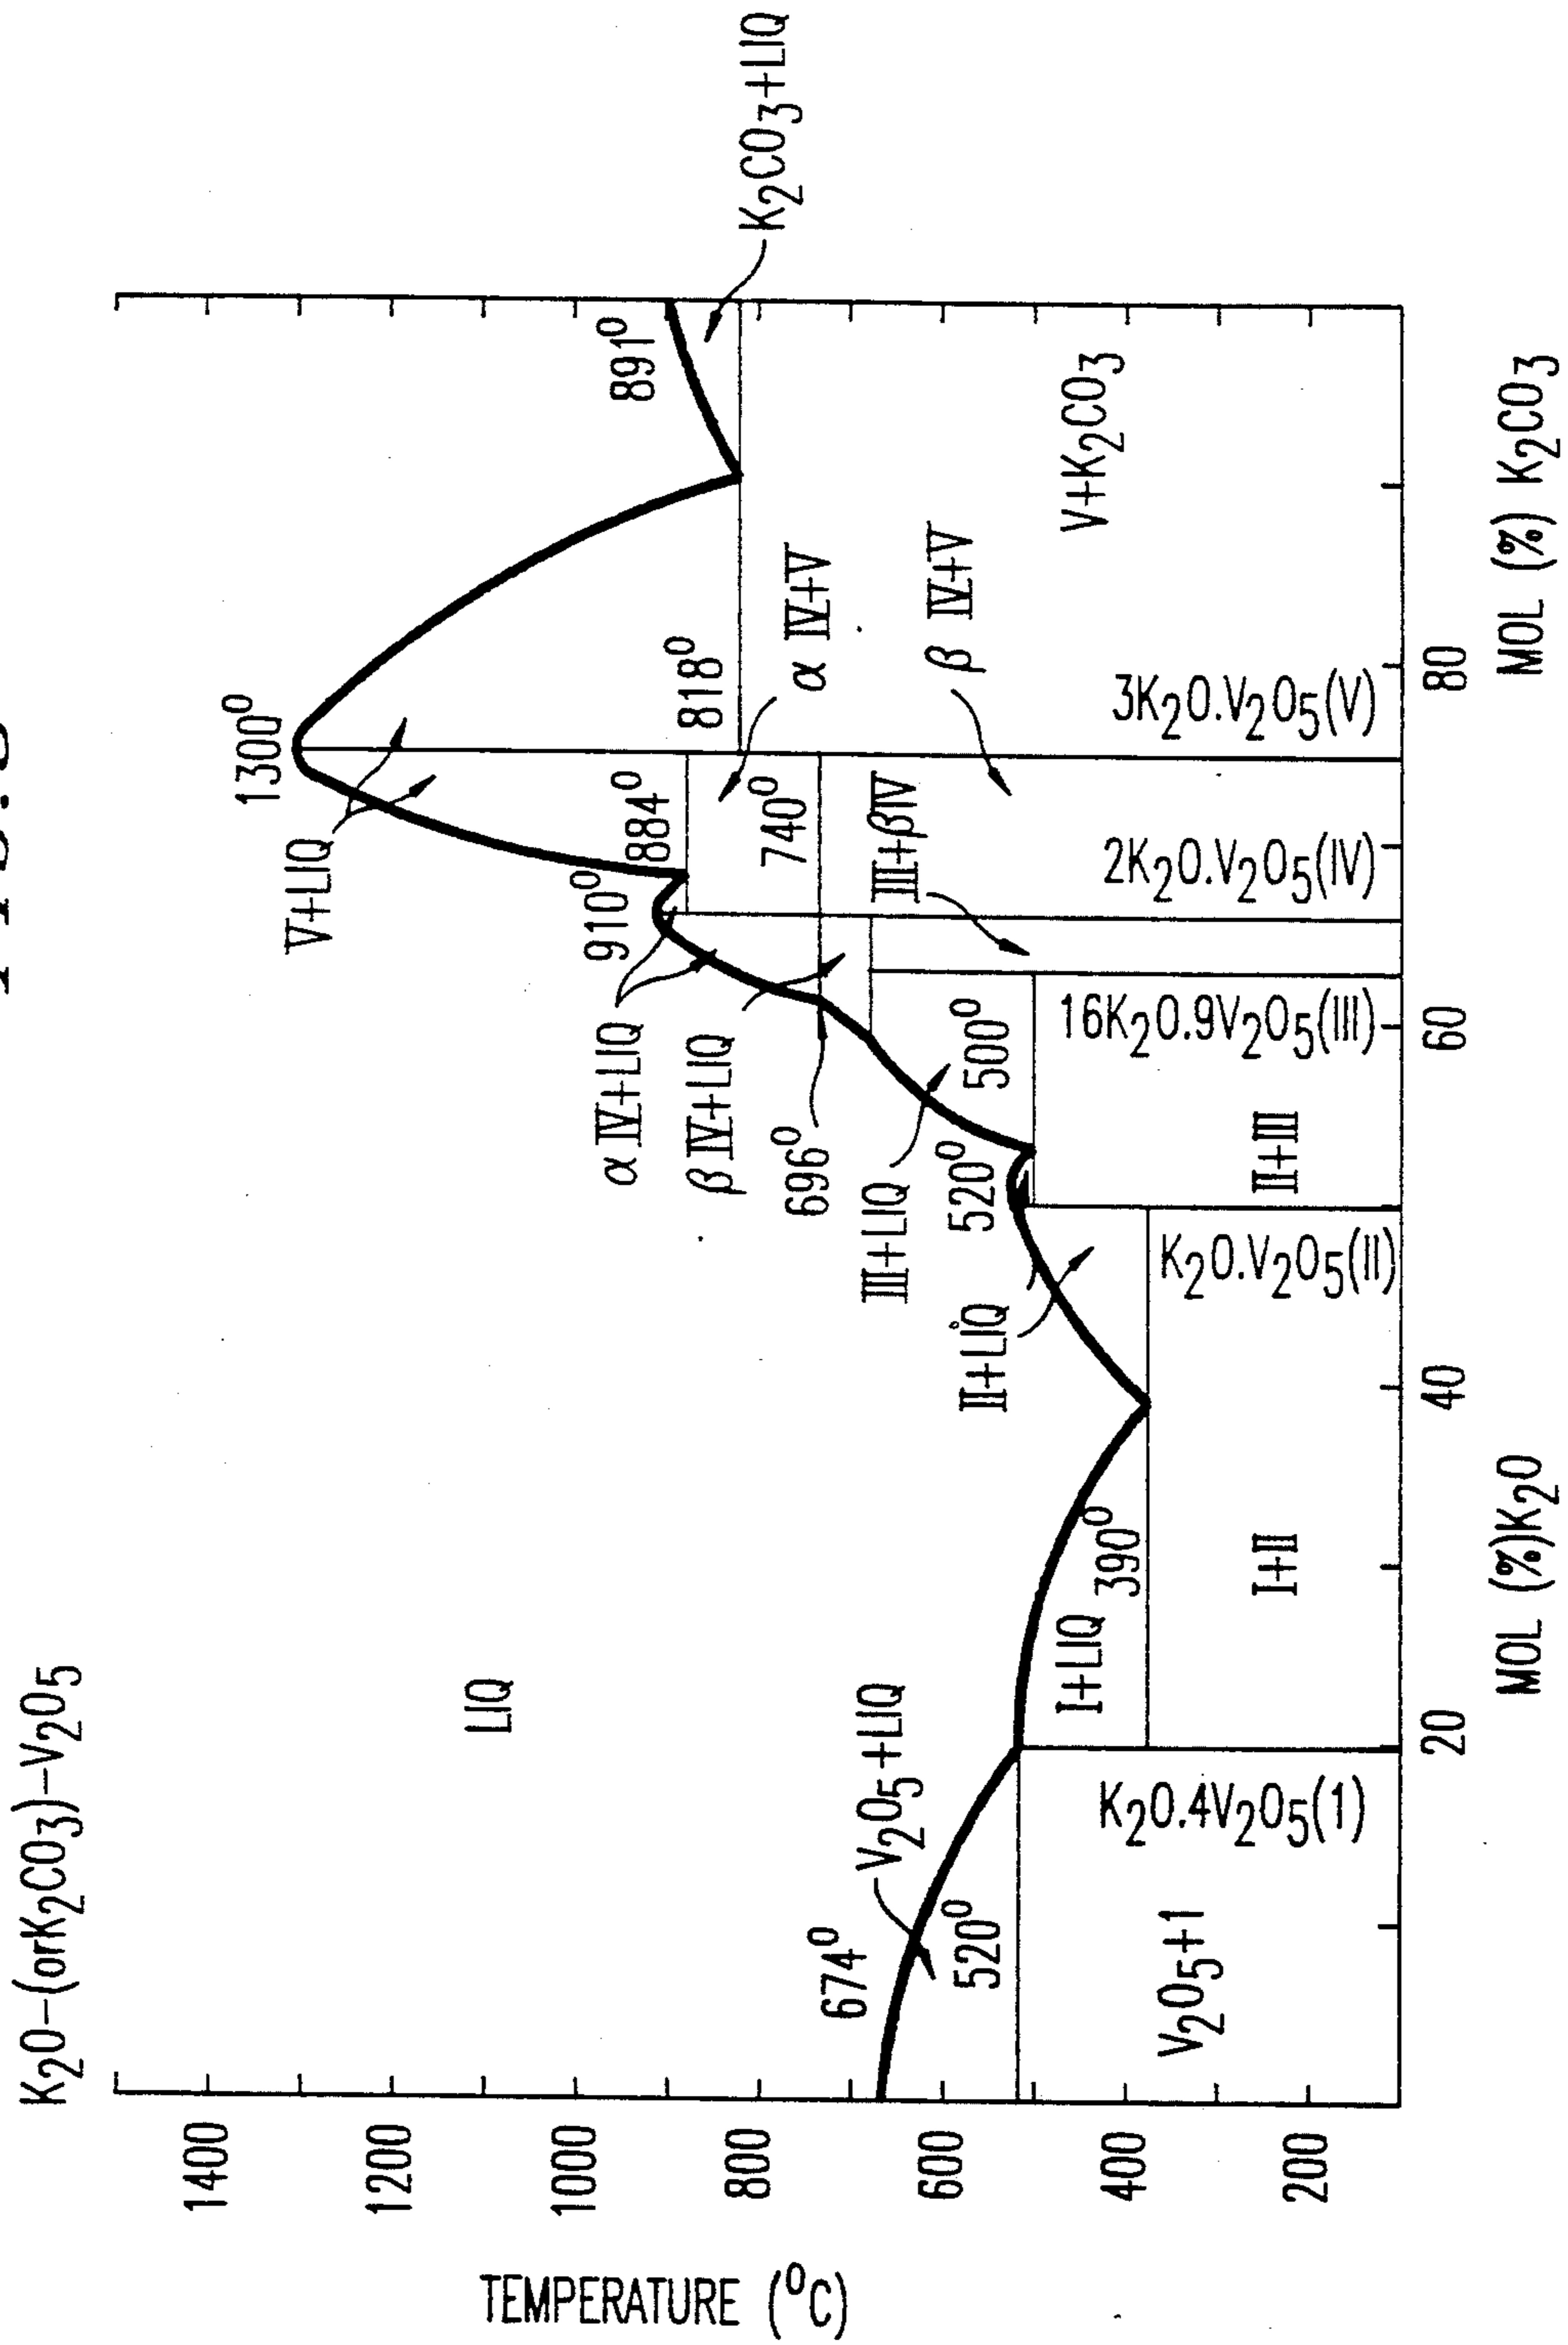 K2O-(orK2CO3)-V2O5
TEMPERATURE (°C)
1400
1200
1000
800
600
400
200
LIQ
674°
V2O5+LIQ
520°
V2O5+1
K2O.4V2O5(1)
I+LIQ
390°
I+II
II+LIQ
K2O.V2O5(II)
520°
500°
II+III
III+LIQ
696°
16K2O.9V2O5(III)
β IV+LIQ
α IV+LIQ
910°
884°
740°
III+βIV
2K2O.V2O5(IV)
V+LIQ
1300°
818°
α IV+V
β IV+V
3K2O.V2O5(V)
891°
V+K2CO3
K2CO3+LIQ
20
40
60
80
MOL (%)K2O
MOL (%) K2CO3